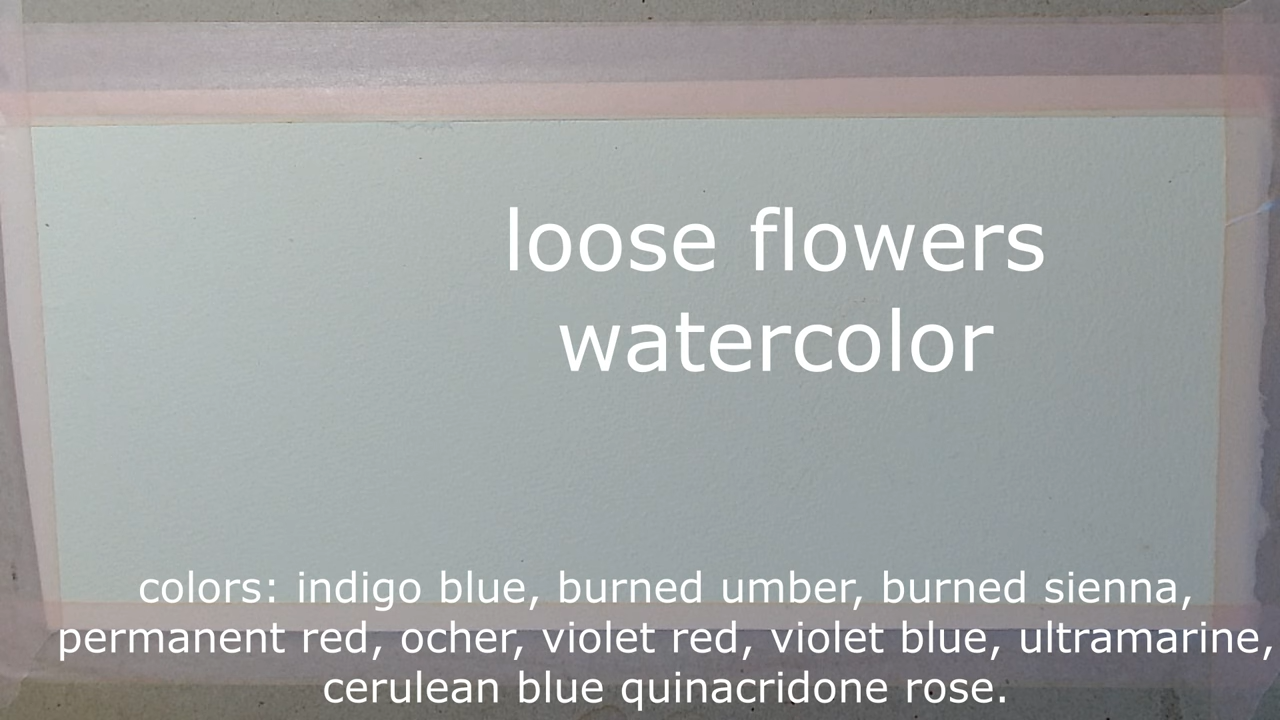 loose flowers
watercolor
colors: indigo blue, burned umber, burned sienna,
permanent red, ocher, violet red, violet blue, ultramarine,
cerulean blue quinacridone rose.